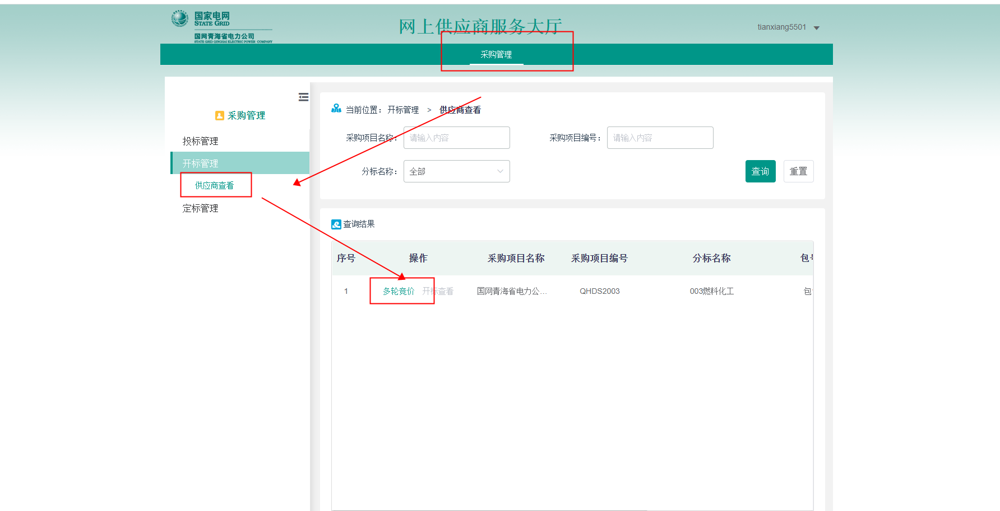 国家电网
STATE GRID
国网青海省电力公司
STATE GRID QINGHAI ELECTRIC POWER COMPANY
网上供应商服务大厅
tianxiang5501
采购管理
采购管理
投标管理
开标管理
供应商查看
定标管理
当前位置： 开标管理 > 供应商查看
采购项目名称： 请输入内容 采购项目编号： 请输入内容
分标名称： 全部 查询 重置
查询结果
序号 操作 采购项目名称 采购项目编号 分标名称 包
1 多轮竞价 开标查看 国网青海省电力公... QHDS2003 003燃料化工 包